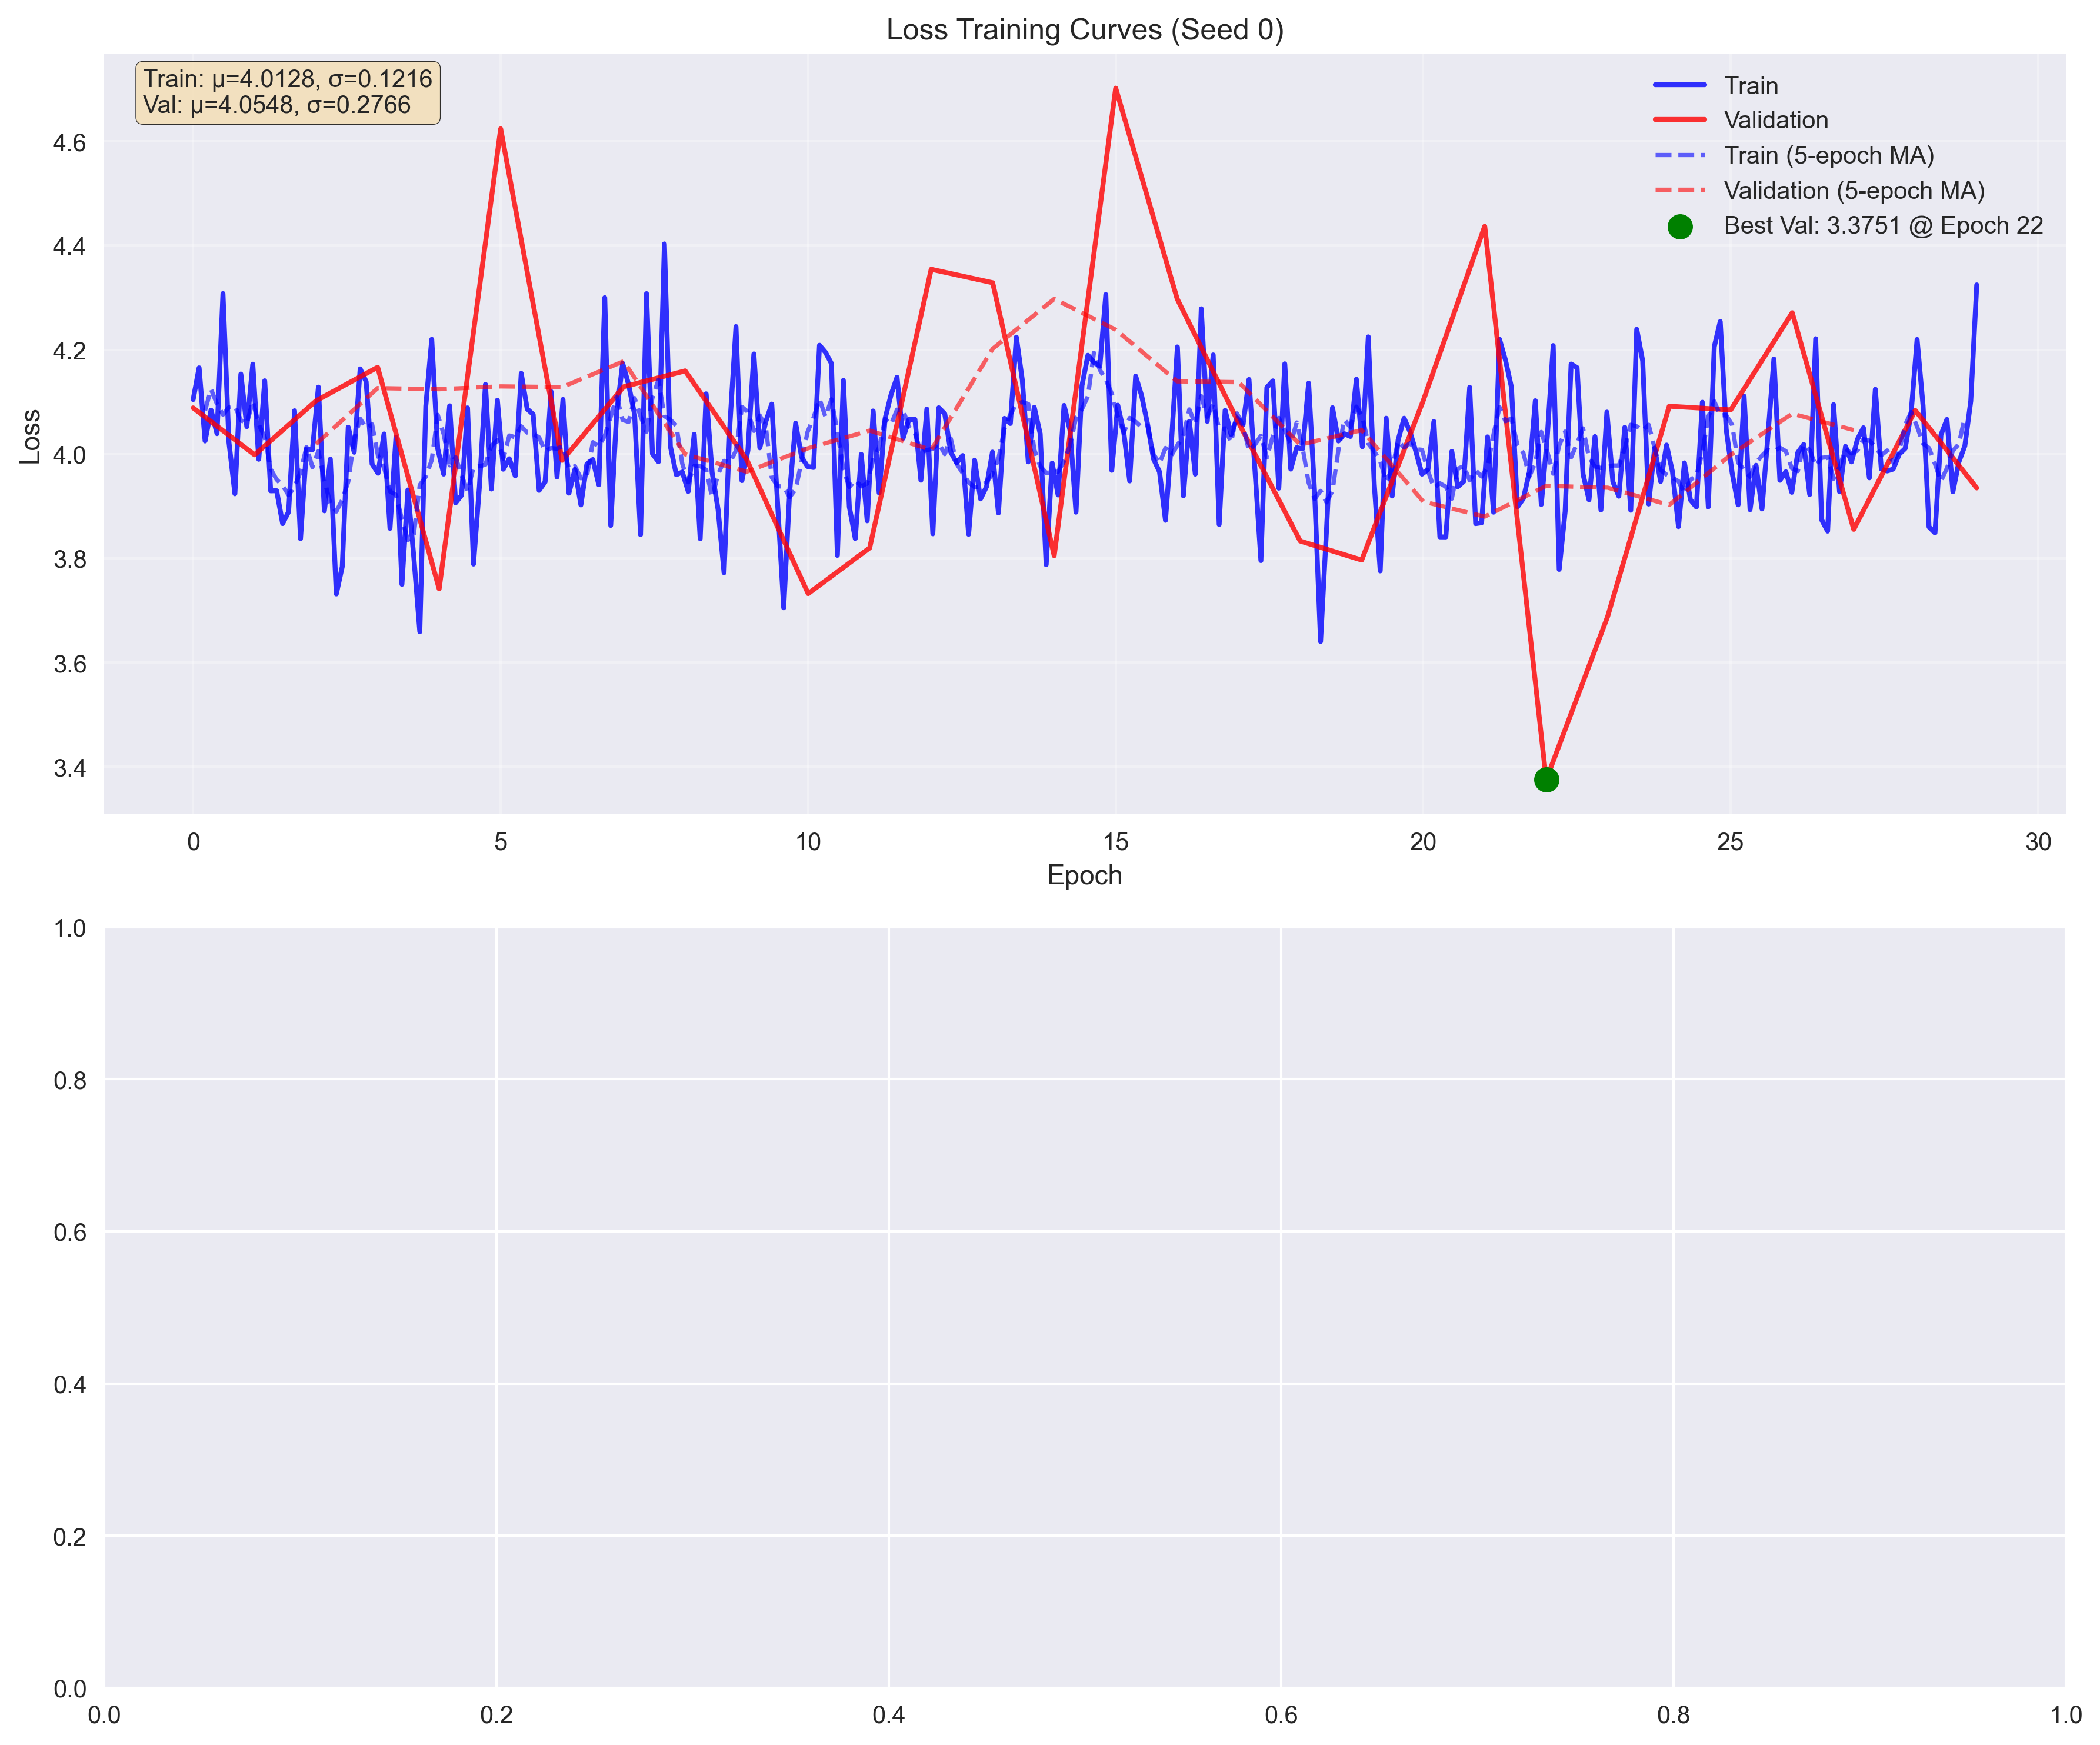 Loss Training Curves (Seed 0)
Train: μ=4.0128, σ=0.1216
Val: μ=4.0548, σ=0.2766
Train
Validation
Train (5-epoch MA)
Validation (5-epoch MA)
Best Val: 3.3751 @ Epoch 22
Loss
4.6
4.4
4.2
4.0
3.8
3.6
3.4
0 5 10 15 20 25 30
Epoch
1.0
0.8
0.6
0.4
0.2
0.0
0.0 0.2 0.4 0.6 0.8 1.0